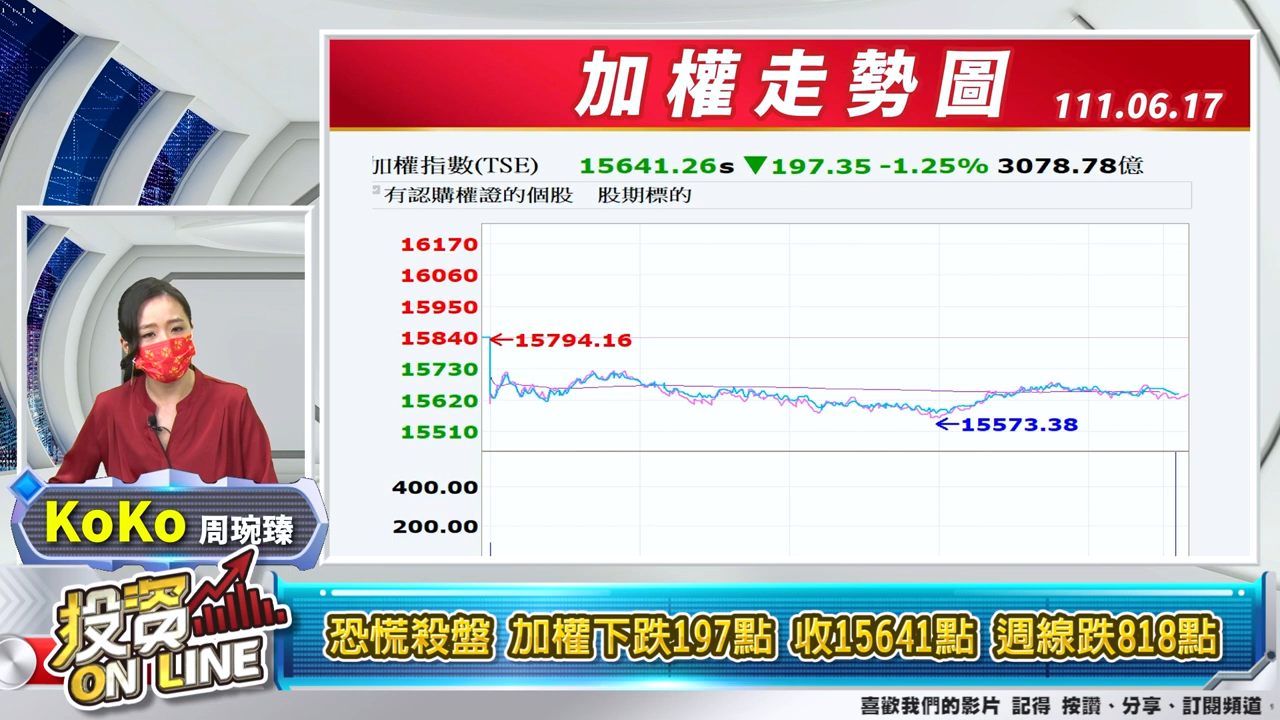 加權走勢圖 111.06.17
加權指數(TSE) 15641.26s ▼197.35 -1.25% 3078.78億
有認購權證的個股 股期標的
16170
16060
15950
15840
15730
15620
15510
←15794.16
←15573.38
400.00
200.00
KoKo 周琬臻
投資
ON LINE
恐慌殺盤 加權下跌197點 收15641點 週線跌818點
喜歡我們的影片 記得 按讚、分享、訂閱頻道